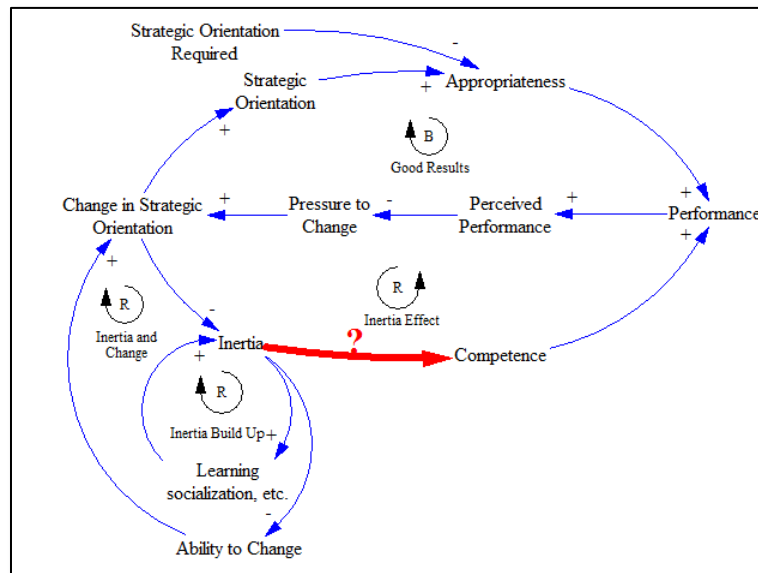 Strategic Orientation
Required
-
Strategic
Orientation
+
+
Appropriateness
B
Good Results
Change in Strategic
Orientation
+
Pressure to
Change
-
Perceived
Performance
+
+
Performance
+
+
R
Inertia and
Change
R
Inertia Effect
-
Inertia
?
Competence
+
R
Inertia Build Up
+
Learning
socialization, etc.
-
Ability to Change